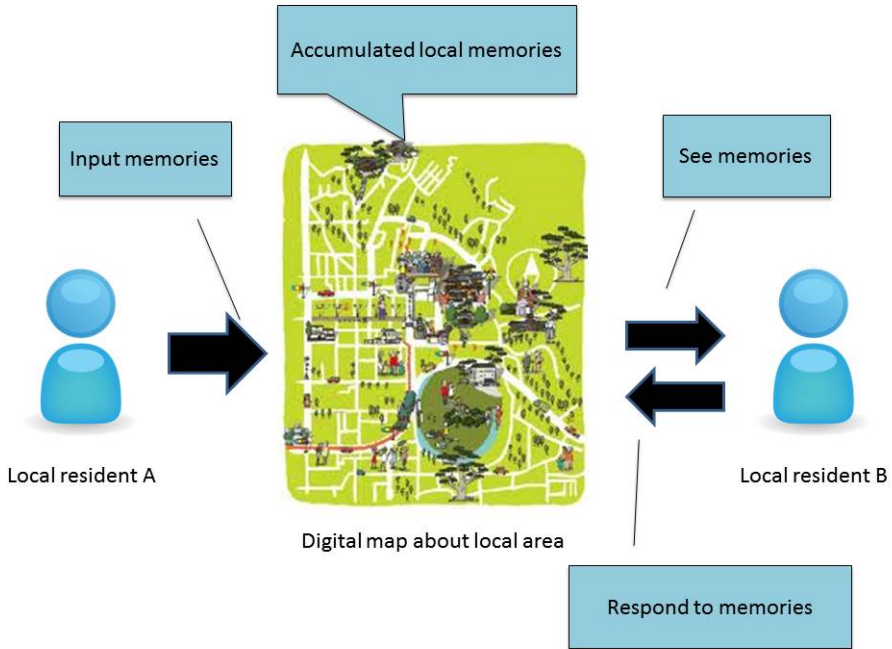 Accumulated local memories
Input memories
See memories
Local resident A
Local resident B
Digital map about local area
Respond to memories